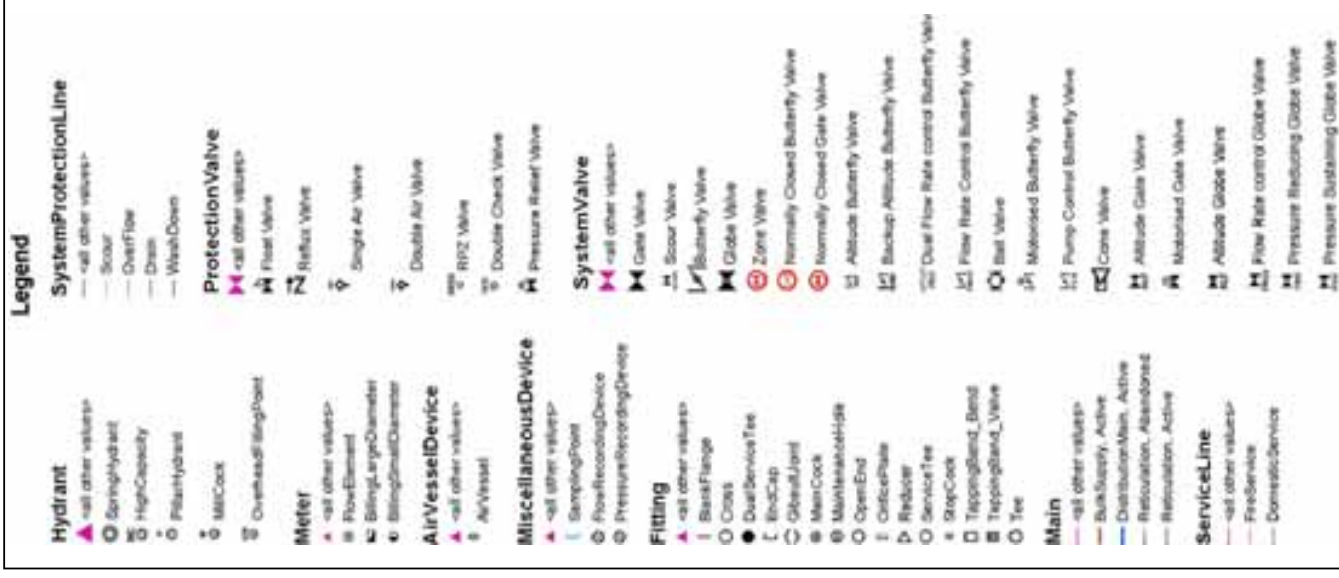 Legend
Hydrant
<all other values>
SpringHydrant
HighCapacity
PillarHydrant
MillCock
OverheadFillingPoint
Meter
<all other values>
FlowElement
BillingLargeDiameter
BillingSmallDiameter
AirVesselDevice
<all other values>
AirVessel
MiscellaneousDevice
<all other values>
SamplingPoint
FlowRecordingDevice
PressureRecordingDevice
Fitting
<all other values>
BlankFlange
Cross
DualServiceTee
EndCap
GibaultJoint
MainCock
MaintenanceHole
OpenEnd
OrificePlate
Reducer
ServiceTee
StopCock
TappingBand_Bend
TappingBand_Valve
Tee
Main
<all other values>
BulkSupply, Active
DistributionMain, Active
Reticulation, Abandoned
Reticulation, Active
ServiceLine
<all other values>
FireService
DomesticService
SystemProtectionLine
<all other values>
Scour
OverFlow
Drain
WashDown
ProtectionValve
<all other values>
Float Valve
Reflux Valve
Single Air Valve
Double Air Valve
RPZ Valve
Double Check Valve
Pressure Relief Valve
SystemValve
<all other values>
Gate Valve
Scour Valve
Butterfly Valve
Globe Valve
Zone Valve
Normally Closed Butterfly Valve
Normally Closed Gate Valve
Altitude Butterfly Valve
Backup Altitude Butterfly Valve
Dual Flow Rate control Butterfly Valv
Flow Rate Control Butterfly Valve
Ball Valve
Motorised Butterfly Valve
Pump Control Butterfly Valve
Cone Valve
Altitude Gate Valve
Motorised Gate Valve
Altitude Globe Valve
Flow Rate control Globe Valve
Pressure Reducing Globe Valve
Pressure Sustaining Globe Valve